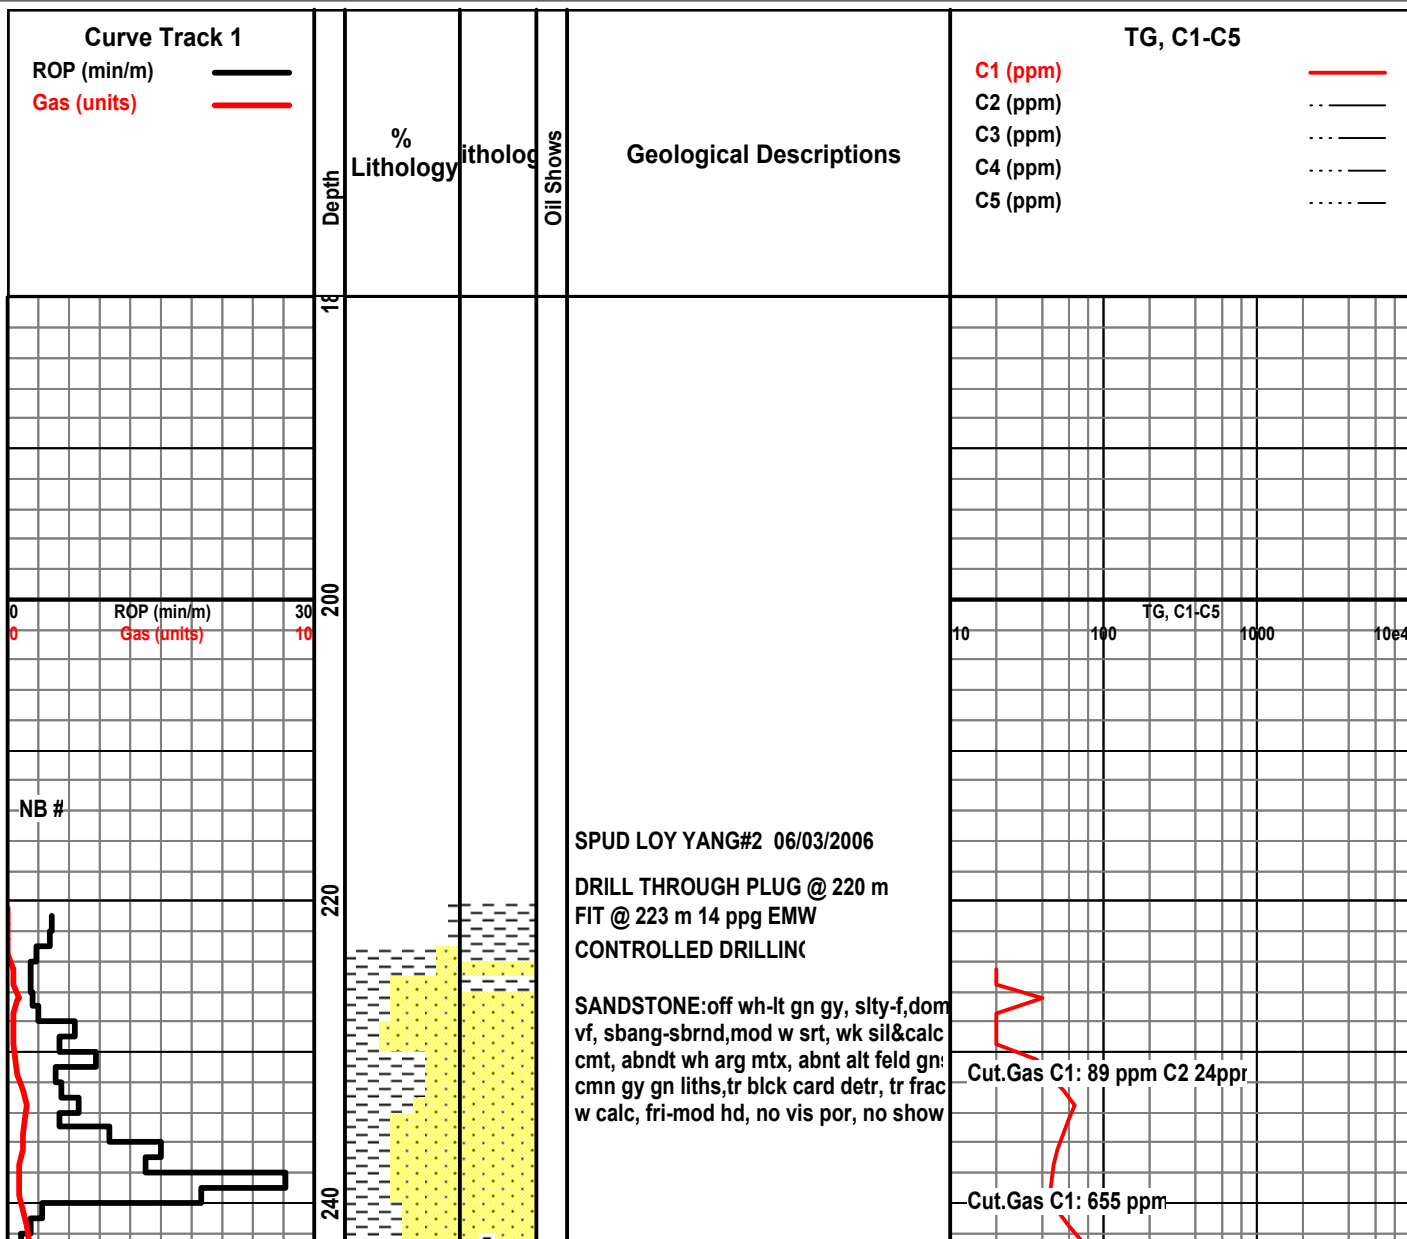 Curve Track 1
ROP (min/m)
Gas (units)
Depth
%
Lithology
itholog
Oil Shows
Geological Descriptions
TG, C1-C5
C1 (ppm)
C2 (ppm)
C3 (ppm)
C4 (ppm)
C5 (ppm)
18
0 ROP (min/m) 30
0 Gas (units) 10
200
TG, C1-C5
10 100 1000 10e4
NB #
SPUD LOY YANG#2 06/03/2006
DRILL THROUGH PLUG @ 220 m
220
FIT @ 223 m 14 ppg EMW
CONTROLLED DRILLING
SANDSTONE:off wh-lt gn gy, slty-f,dom
vf, sbang-sbrnd,mod w srt, wk sil&calc
cmt, abndt wh arg mtx, abnt alt feld gns
cmn gy gn liths,tr blck card detr, tr frac
w calc, fri-mod hd, no vis por, no show
Cut.Gas C1: 89 ppm C2 24ppm
240
Cut.Gas C1: 655 ppm